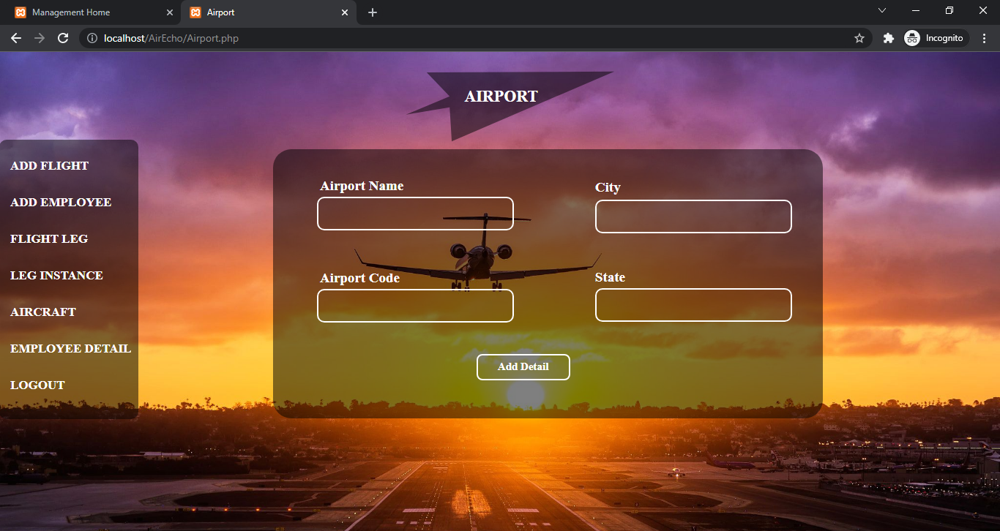 Management Home
Airport
localhost/AirEcho/Airport.php
Incognito
AIRPORT
ADD FLIGHT
ADD EMPLOYEE
FLIGHT LEG
LEG INSTANCE
AIRCRAFT
EMPLOYEE DETAIL
LOGOUT
Airport Name
City
Airport Code
State
Add Detail